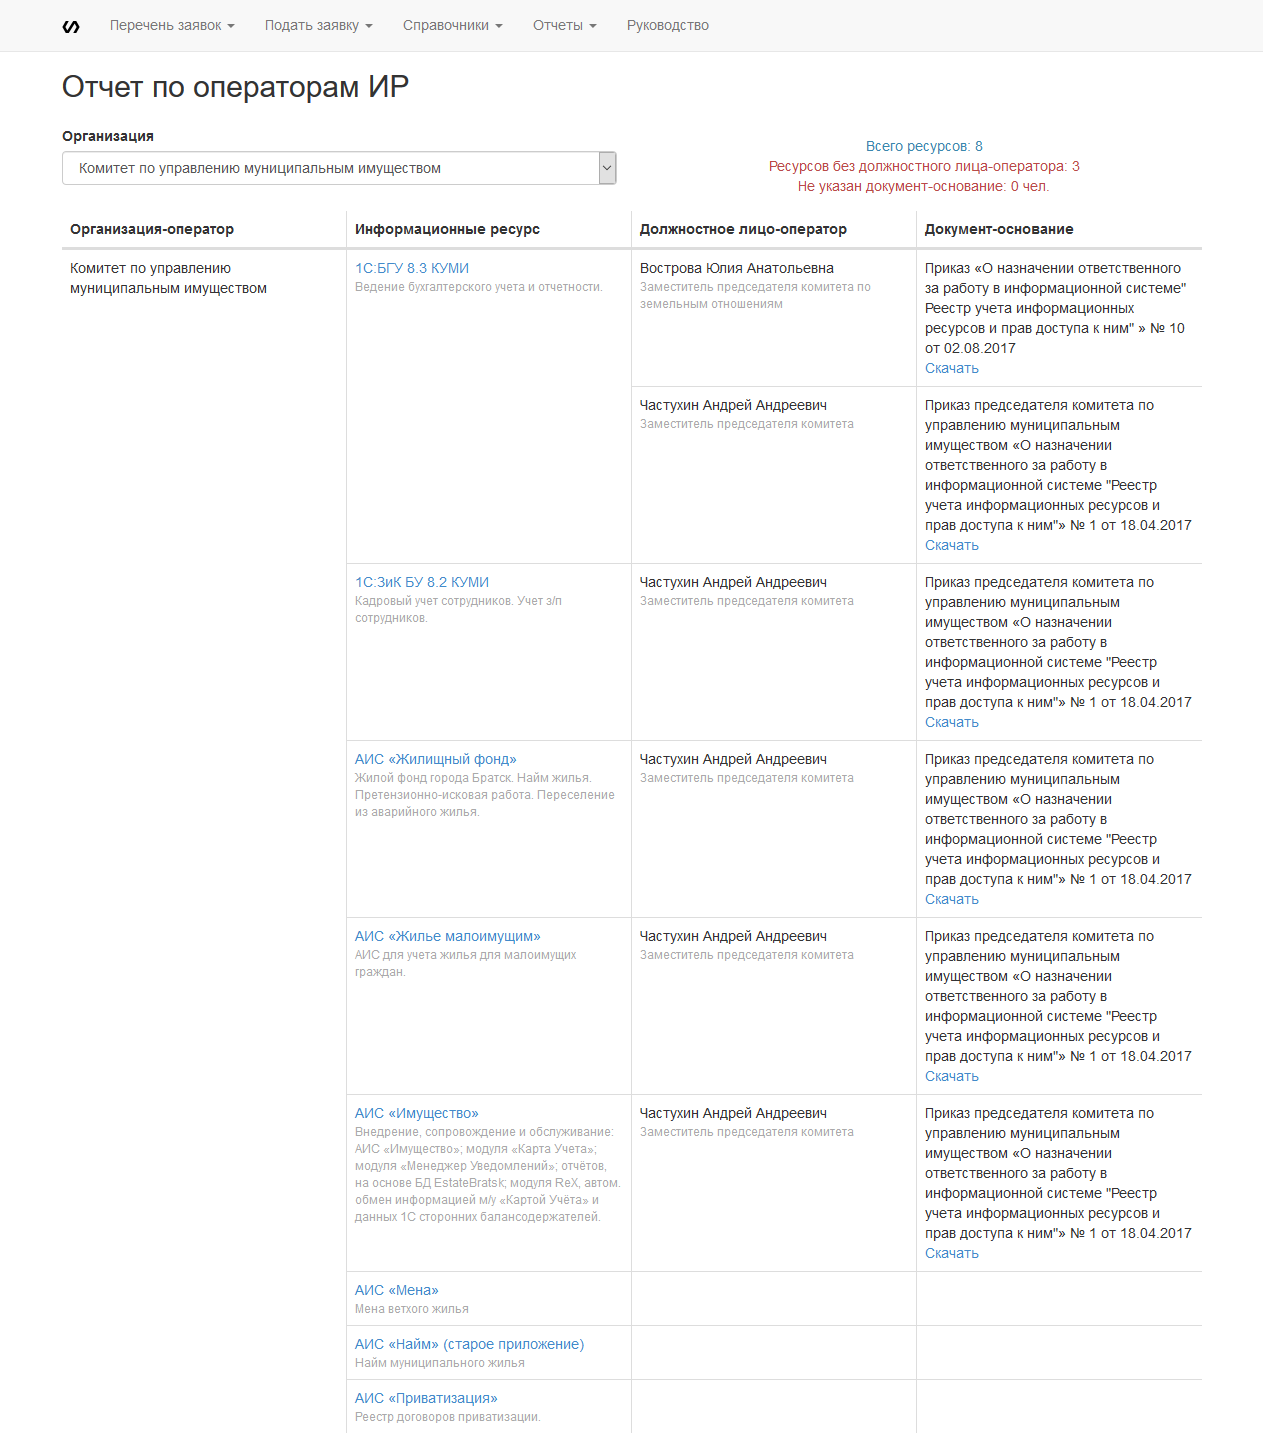 Перечень заявок
Подать заявку
Справочники
Отчеты
Руководство
Отчет по операторам ИР
Организация
Комитет по управлению муниципальным имуществом
Всего ресурсов: 8
Ресурсов без должностного лица-оператора: 3
Не указан документ-основание: 0 чел.
Организация-оператор
Информационные ресурс
Должностное лицо-оператор
Документ-основание
Комитет по управлению
муниципальным имуществом
1С:БГУ 8.3 КУМИ
Ведение бухгалтерского учета и отчетности.
Вострова Юлия Анатольевна
Заместитель председателя комитета по
земельным отношениям
Приказ «О назначении ответственного
за работу в информационной системе"
Реестр учета информационных
ресурсов и прав доступа к ним" » № 10
от 02.08.2017
Скачать
Частухин Андрей Андреевич
Заместитель председателя комитета
Приказ председателя комитета по
управлению муниципальным
имуществом «О назначении
ответственного за работу в
информационной системе "Реестр
учета информационных ресурсов и
прав доступа к ним"» № 1 от 18.04.2017
Скачать
1С:ЗиК БУ 8.2 КУМИ
Кадровый учет сотрудников. Учет з/п
сотрудников.
Частухин Андрей Андреевич
Заместитель председателя комитета
Приказ председателя комитета по
управлению муниципальным
имуществом «О назначении
ответственного за работу в
информационной системе "Реестр
учета информационных ресурсов и
прав доступа к ним"» № 1 от 18.04.2017
Скачать
АИС «Жилищный фонд»
Жилой фонд города Братск. Найм жилья.
Претензионно-исковая работа. Переселение
из аварийного жилья.
Частухин Андрей Андреевич
Заместитель председателя комитета
Приказ председателя комитета по
управлению муниципальным
имуществом «О назначении
ответственного за работу в
информационной системе "Реестр
учета информационных ресурсов и
прав доступа к ним"» № 1 от 18.04.2017
Скачать
АИС «Жилье малоимущим»
АИС для учета жилья для малоимущих
граждан.
Частухин Андрей Андреевич
Заместитель председателя комитета
Приказ председателя комитета по
управлению муниципальным
имуществом «О назначении
ответственного за работу в
информационной системе "Реестр
учета информационных ресурсов и
прав доступа к ним"» № 1 от 18.04.2017
Скачать
АИС «Имущество»
Внедрение, сопровождение и обслуживание:
АИС «Имущество»; модуля «Карта Учета»;
модуля «Менеджер Уведомлений»; отчётов,
на основе БД EstateBratsk; модуля ReX, автом.
обмен информацией м/у «Картой Учёта» и
данных 1С сторонних балансодержателей.
Частухин Андрей Андреевич
Заместитель председателя комитета
Приказ председателя комитета по
управлению муниципальным
имуществом «О назначении
ответственного за работу в
информационной системе "Реестр
учета информационных ресурсов и
прав доступа к ним"» № 1 от 18.04.2017
Скачать
АИС «Мена»
Мена ветхого жилья
АИС «Найм» (старое приложение)
Найм муниципального жилья
АИС «Приватизация»
Реестр договоров приватизации.